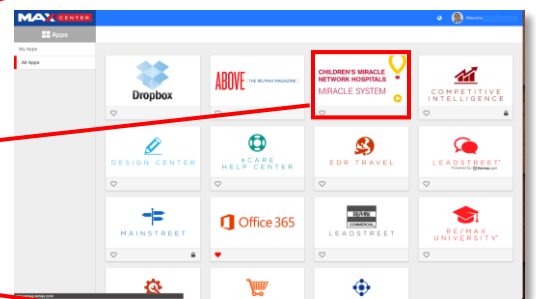 MAX CENTER
Welcome,
Apps
My Apps
All Apps
Dropbox
ABOVE THE RE/MAX MAGAZINE
CHILDREN'S MIRACLE
NETWORK HOSPITALS
MIRACLE SYSTEM
COMPETITIVE
INTELLIGENCE
DESIGN CENTER
eCARE
HELP CENTER
EDR TRAVEL
LEADSTREET
Powered by Remax.com
MAINSTREET
Office 365
RE/MAX
COMMERCIAL
LEADSTREET
RE/MAX
UNIVERSITY